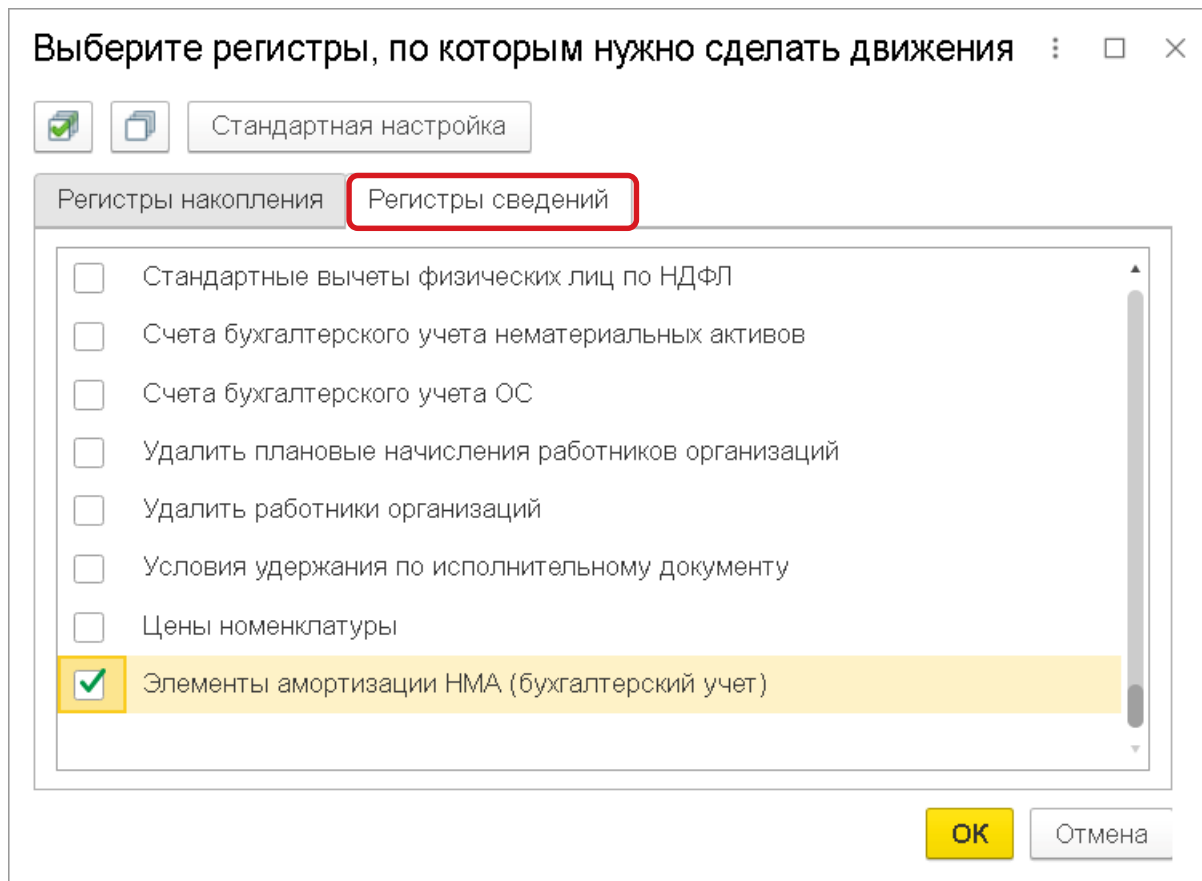 Выберите регистры, по которым нужно сделать движения
Стандартная настройка
Регистры накопления
Регистры сведений
Стандартные вычеты физических лиц по НДФЛ
Счета бухгалтерского учета нематериальных активов
Счета бухгалтерского учета ОС
Удалить плановые начисления работников организаций
Удалить работники организаций
Условия удержания по исполнительному документу
Цены номенклатуры
Элементы амортизации НМА (бухгалтерский учет)
ОК
Отмена